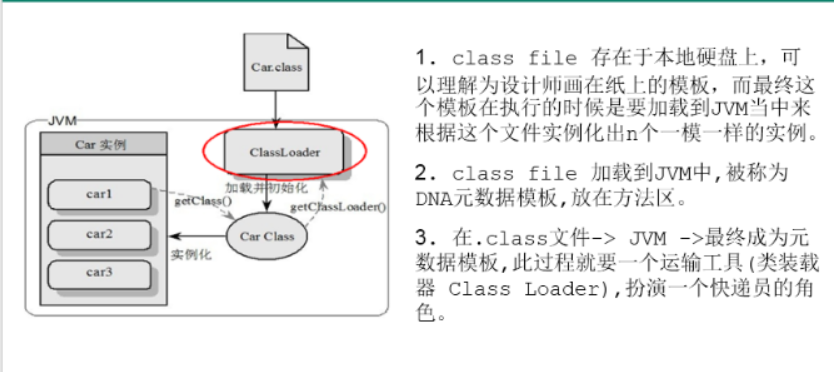 Car.class
JVM
Car 实例
ClassLoader
加载并初始化
car1
getClass()
getClassLoader()
car2
Car Class
实例化
car3
1. class file 存在于本地硬盘上，可
以理解为设计师画在纸上的模板，而最终这
个模板在执行的时候是要加载到JVM当中来
根据这个文件实例化出n个一模一样的实例。
2. class file 加载到JVM中,被称为
DNA元数据模板,放在方法区。
3. 在.class文件-> JVM ->最终成为元
数据模板,此过程就要一个运输工具(类装载
器 Class Loader),扮演一个快递员的角
色。